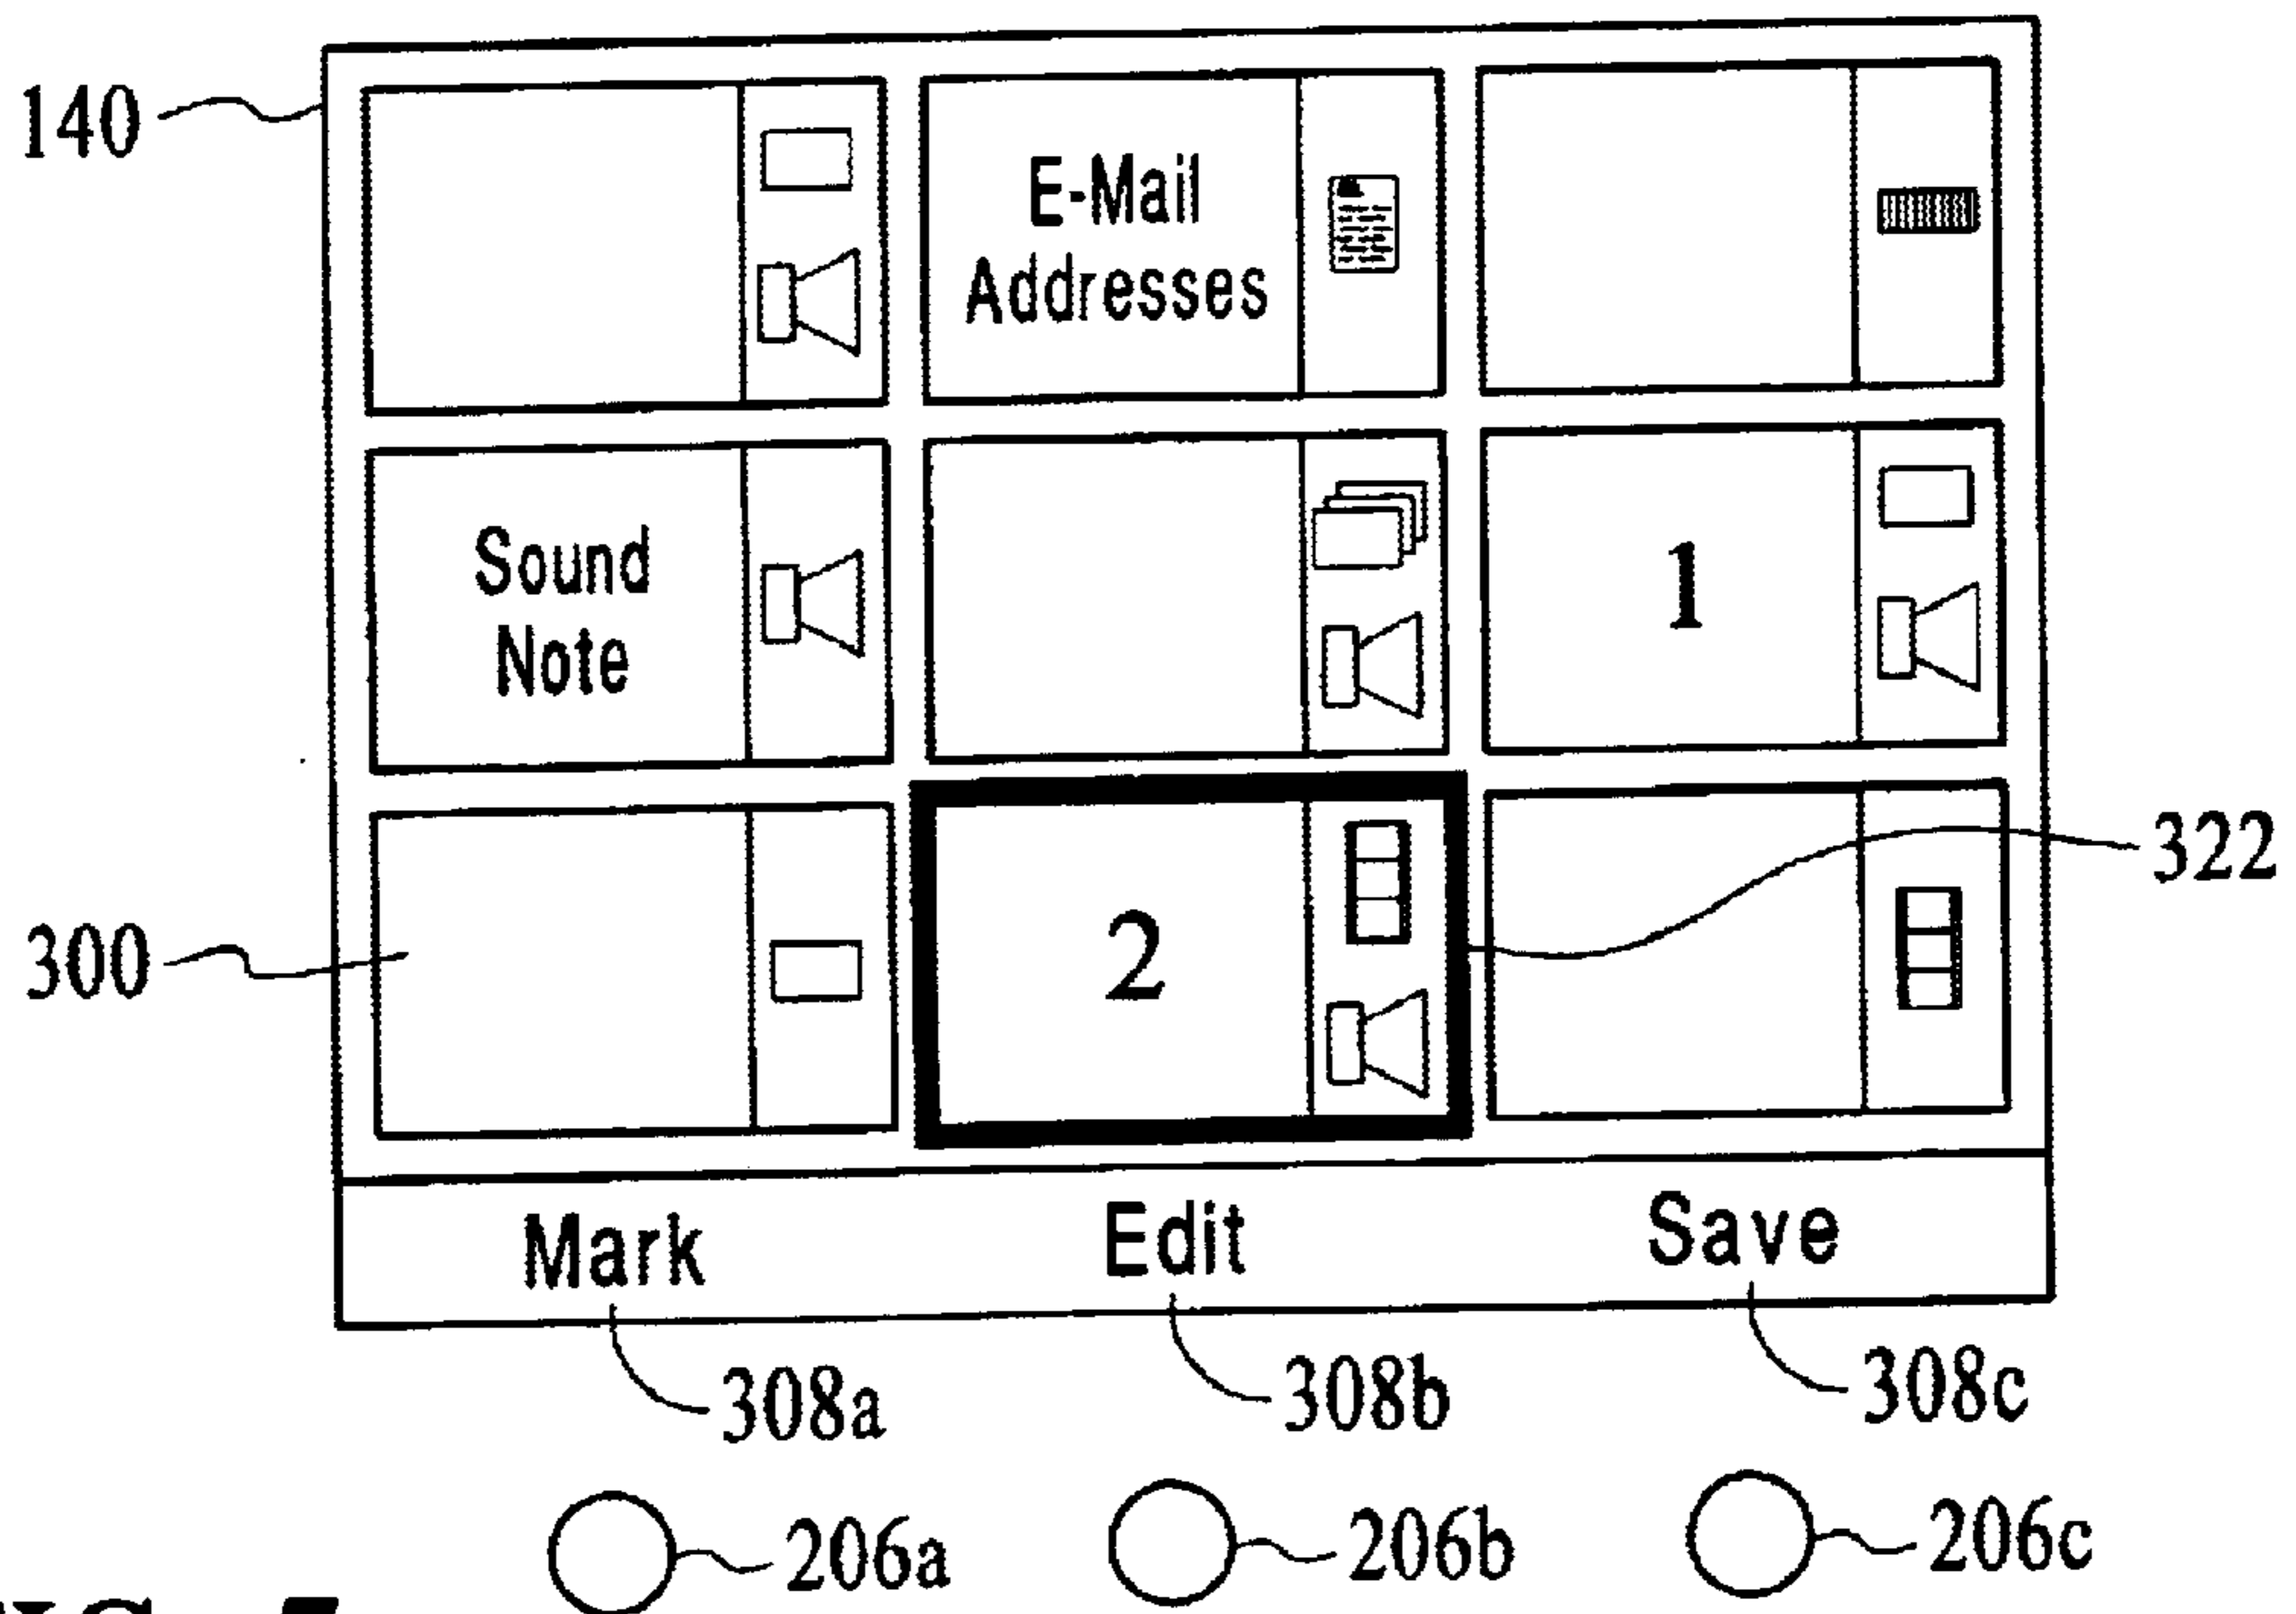 140
E-Mail
Addresses
Sound
Note
1
322
300
2
Mark
Edit
Save
308a
308b
308c
206a
206b
206c